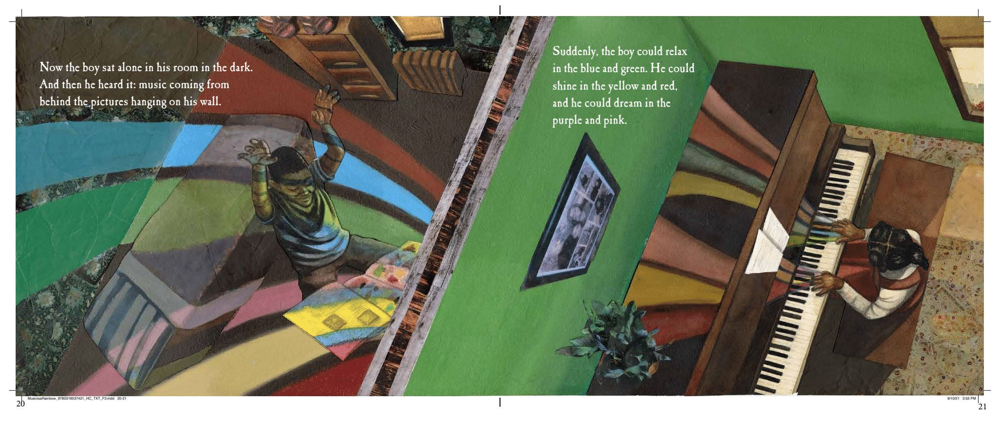 Now the boy sat alone in his room in the dark.
And then he heard it: music coming from
behind the pictures hanging on his wall.
Suddenly, the boy could relax
in the blue and green. He could
shine in the yellow and red,
and he could dream in the
purple and pink.
20
MusicisaRainbow_9780316537421_HC_TXT_F3.indd 20-21
9/10/21 3:53 PM
21